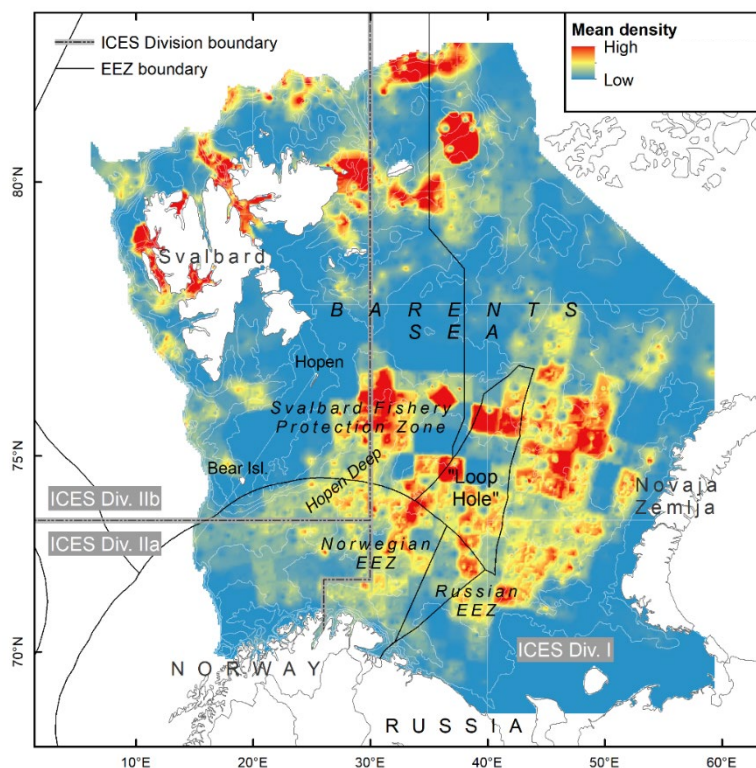 ICES Division boundary
EEZ boundary
Mean density
High
Low
80°N
75°N
70°N
Svalbard
B A R E N T S
S E A
Hopen
Svalbard Fishery
Protection Zone
Bear Isl.
Hopen Deep
"Loop
Hole"
Novaja
Zemlja
ICES Div. IIb
ICES Div. IIa
Norwegian
EEZ
Russian
EEZ
ICES Div. I
N O R W A Y
R U S S I A
10°E
20°E
30°E
40°E
50°E
60°E